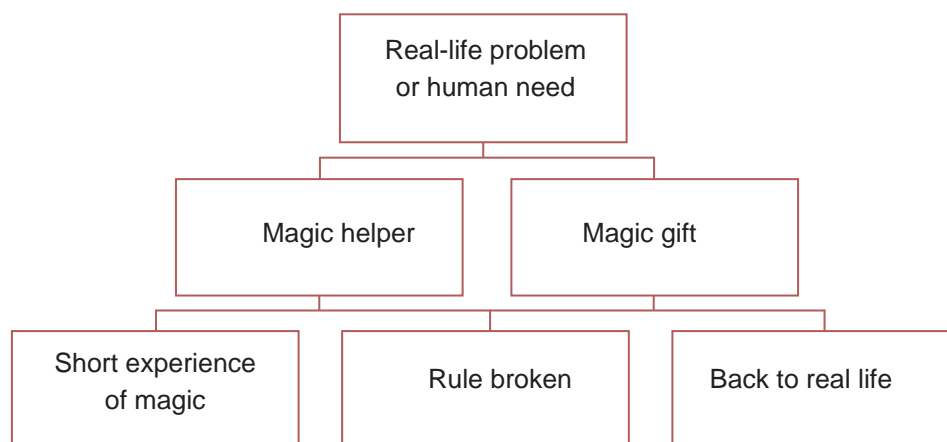 Real-life problem
or human need
Magic helper
Magic gift
Short experience
of magic
Rule broken
Back to real life